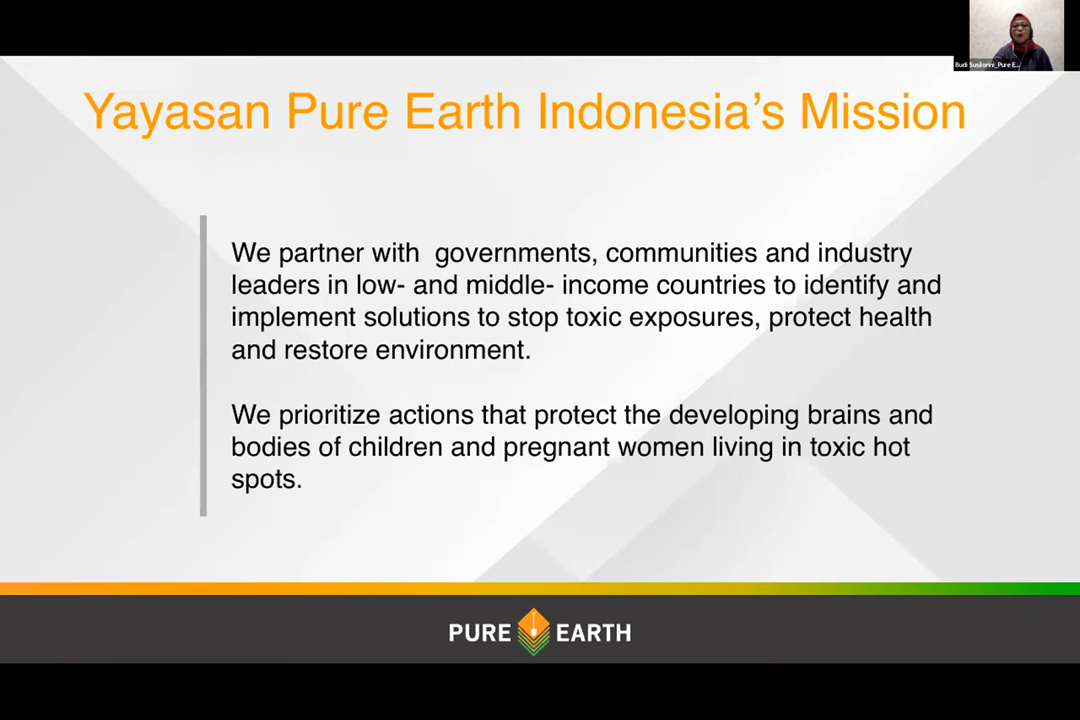 Budi Susilorini_Pure E...
Yayasan Pure Earth Indonesia's Mission
We partner with  governments, communities and industry
leaders in low- and middle- income countries to identify and
implement solutions to stop toxic exposures, protect health
and restore environment.
We prioritize actions that protect the developing brains and
bodies of children and pregnant women living in toxic hot
spots.
PURE EARTH